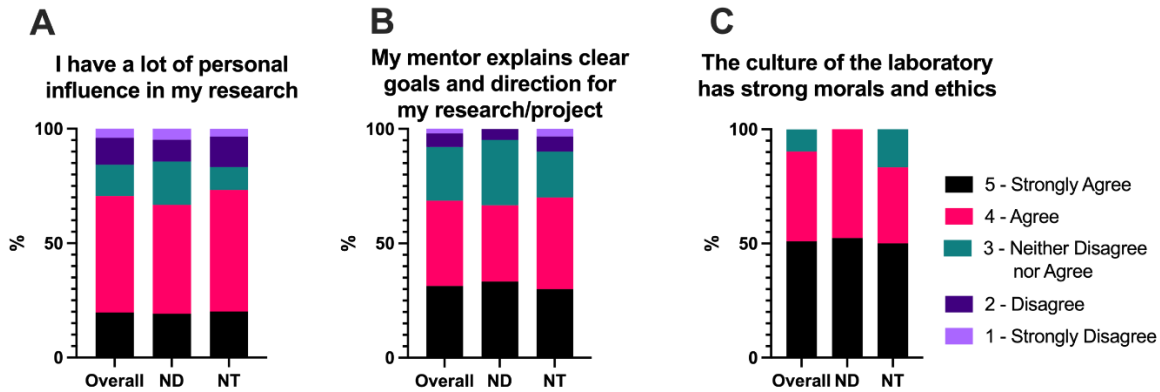 A
I have a lot of personal
influence in my research
100
50
0
%
Overall
ND
NT
B
My mentor explains clear
goals and direction for
my research/project
100
50
0
%
Overall
ND
NT
C
The culture of the laboratory
has strong morals and ethics
100
50
0
%
Overall
ND
NT
5 - Strongly Agree
4 - Agree
3 - Neither Disagree
nor Agree
2 - Disagree
1 - Strongly Disagree